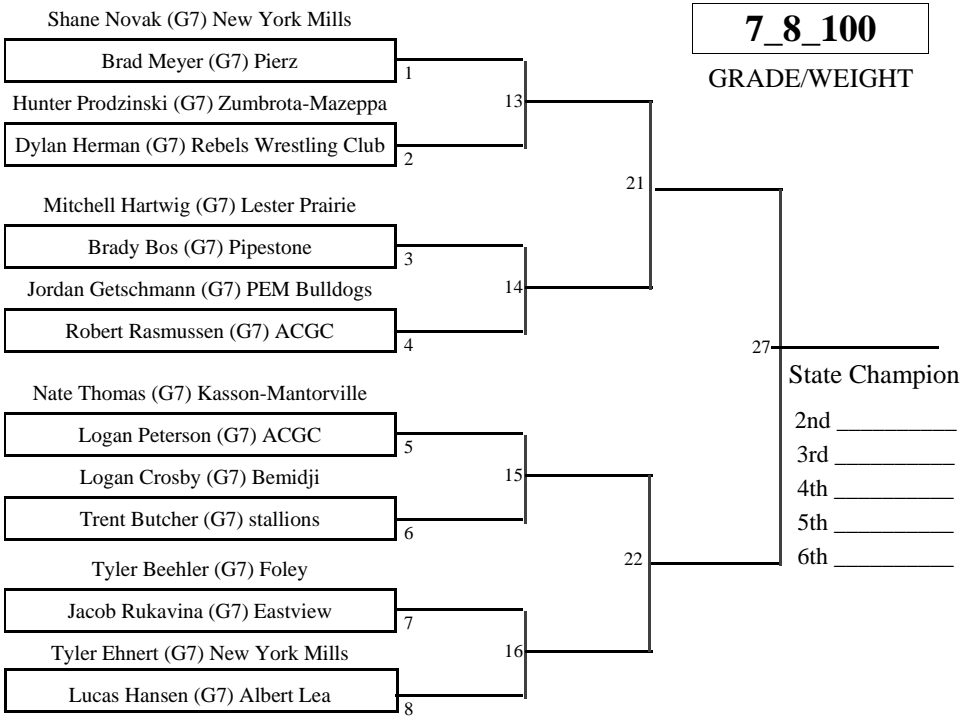 Shane Novak (G7) New York Mills
7_8_100
Brad Meyer (G7) Pierz
1
GRADE/WEIGHT
Hunter Prodzinski (G7) Zumbrota-Mazeppa
13
Dylan Herman (G7) Rebels Wrestling Club
2
21
Mitchell Hartwig (G7) Lester Prairie
Brady Bos (G7) Pipestone
3
Jordan Getschmann (G7) PEM Bulldogs
14
Robert Rasmussen (G7) ACGC
4
27
State Champion
Nate Thomas (G7) Kasson-Mantorville
Logan Peterson (G7) ACGC
5
Logan Crosby (G7) Bemidji
15
Trent Butcher (G7) stallions
6
22
Tyler Beehler (G7) Foley
Jacob Rukavina (G7) Eastview
7
Tyler Ehnert (G7) New York Mills
16
Lucas Hansen (G7) Albert Lea
8
2nd __________
3rd __________
4th __________
5th __________
6th __________